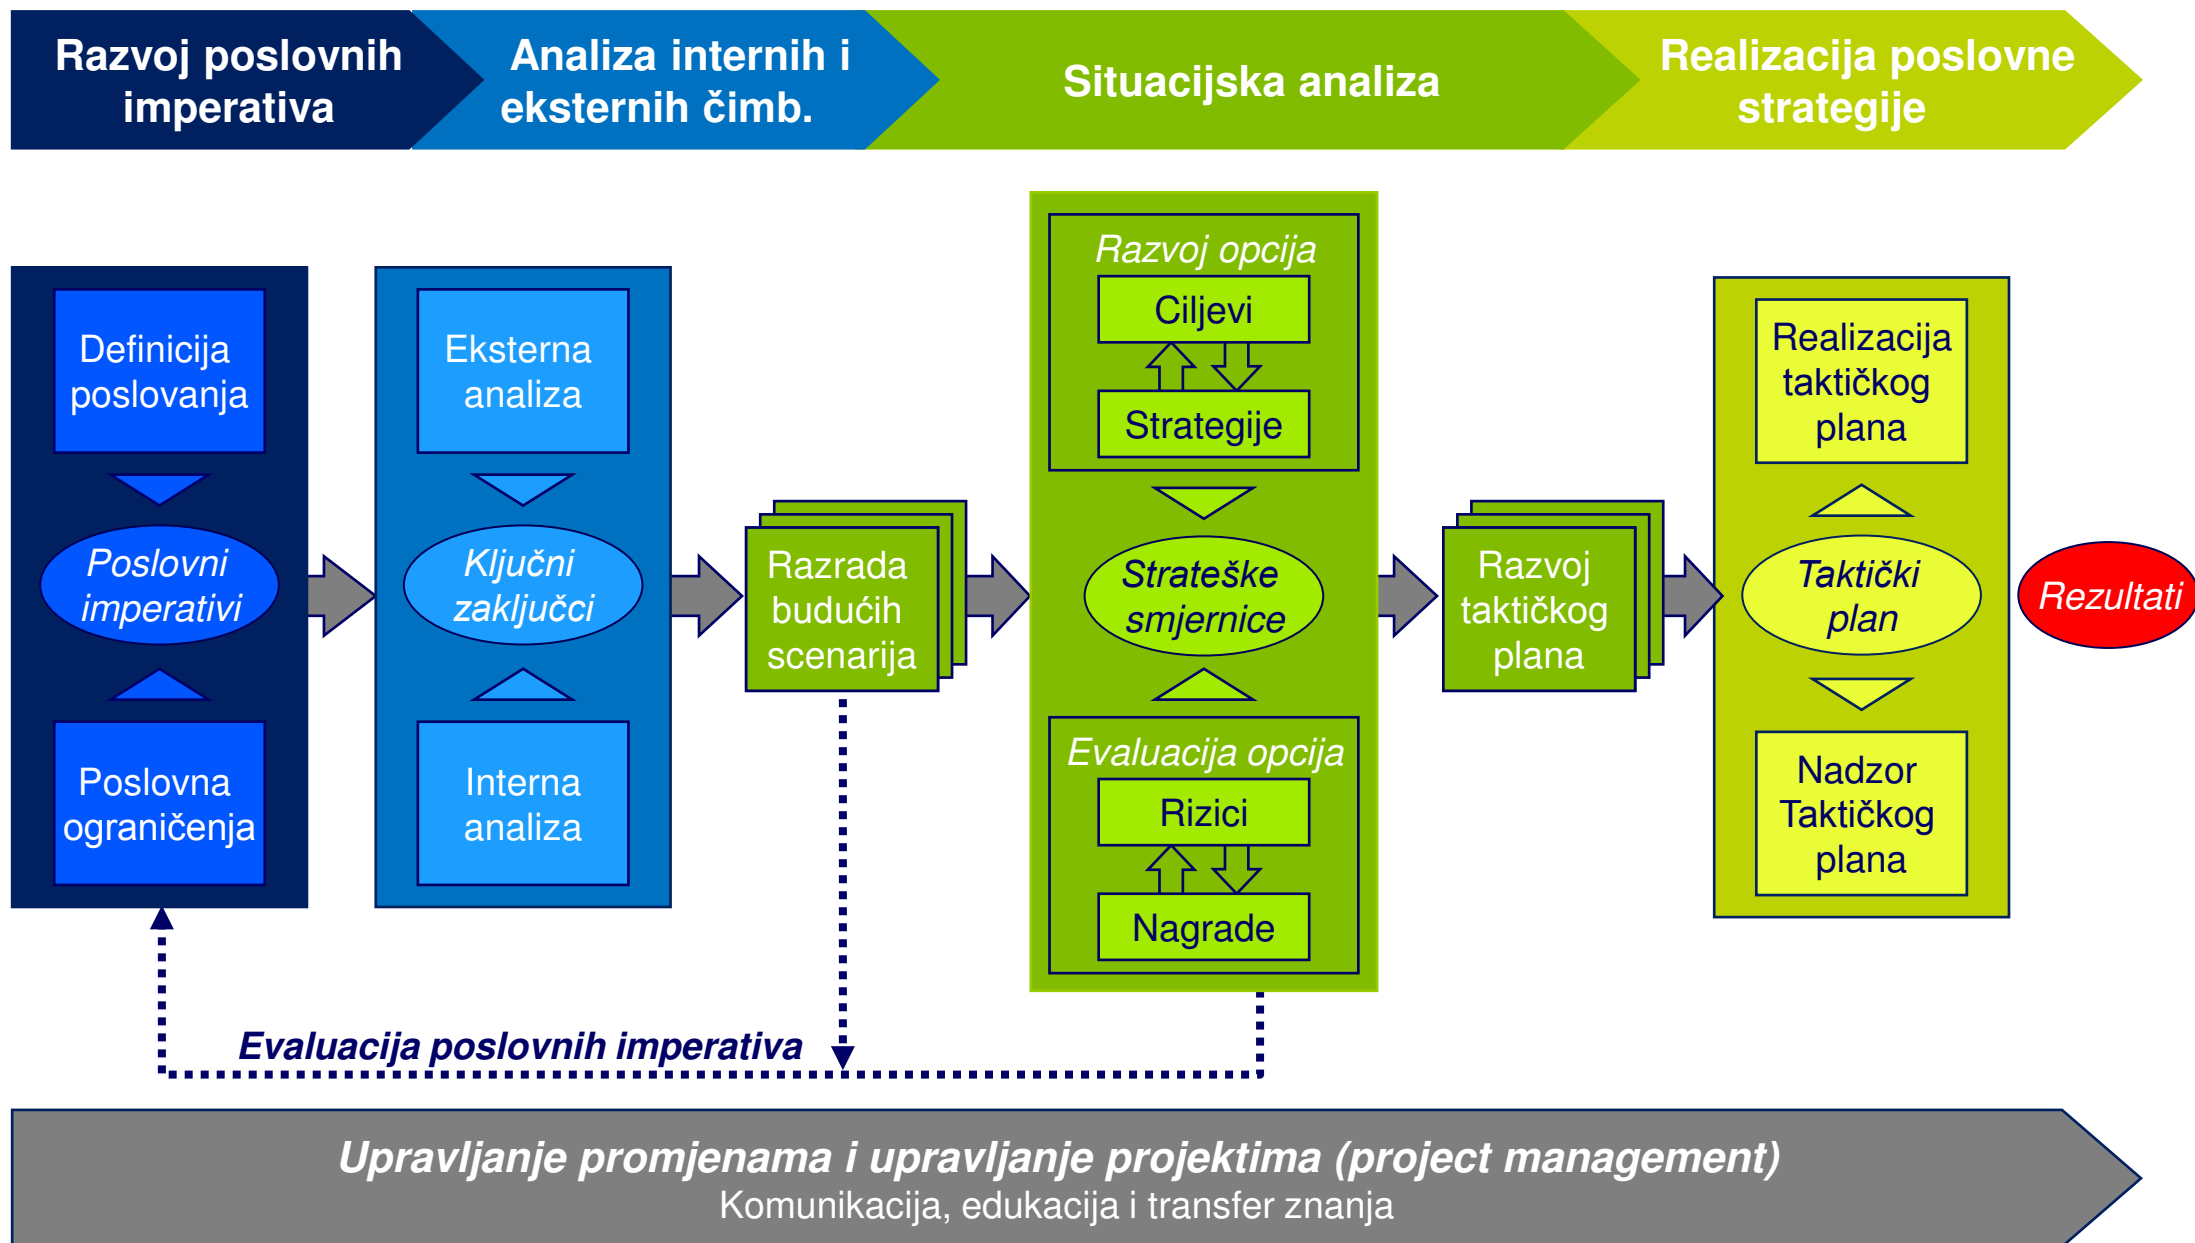 Razvoj poslovnih
imperativa
Analiza internih i
eksternih čimb.
Situacijska analiza
Realizacija poslovne
strategije
Definicija
poslovanja
Poslovni
imperativi
Poslovna
ograničenja
Eksterna
analiza
Ključni
zaključci
Interna
analiza
Razrada
budućih
scenarija
Razvoj opcija
Ciljevi
Strategije
Strateške
smjernice
Evaluacija opcija
Rizici
Nagrade
Razvoj
taktičkog
plana
Realizacija
taktičkog
plana
Taktički
plan
Nadzor
Taktičkog
plana
Rezultati
Evaluacija poslovnih imperativa
Upravljanje promjenama i upravljanje projektima (project management)
Komunikacija, edukacija i transfer znanja